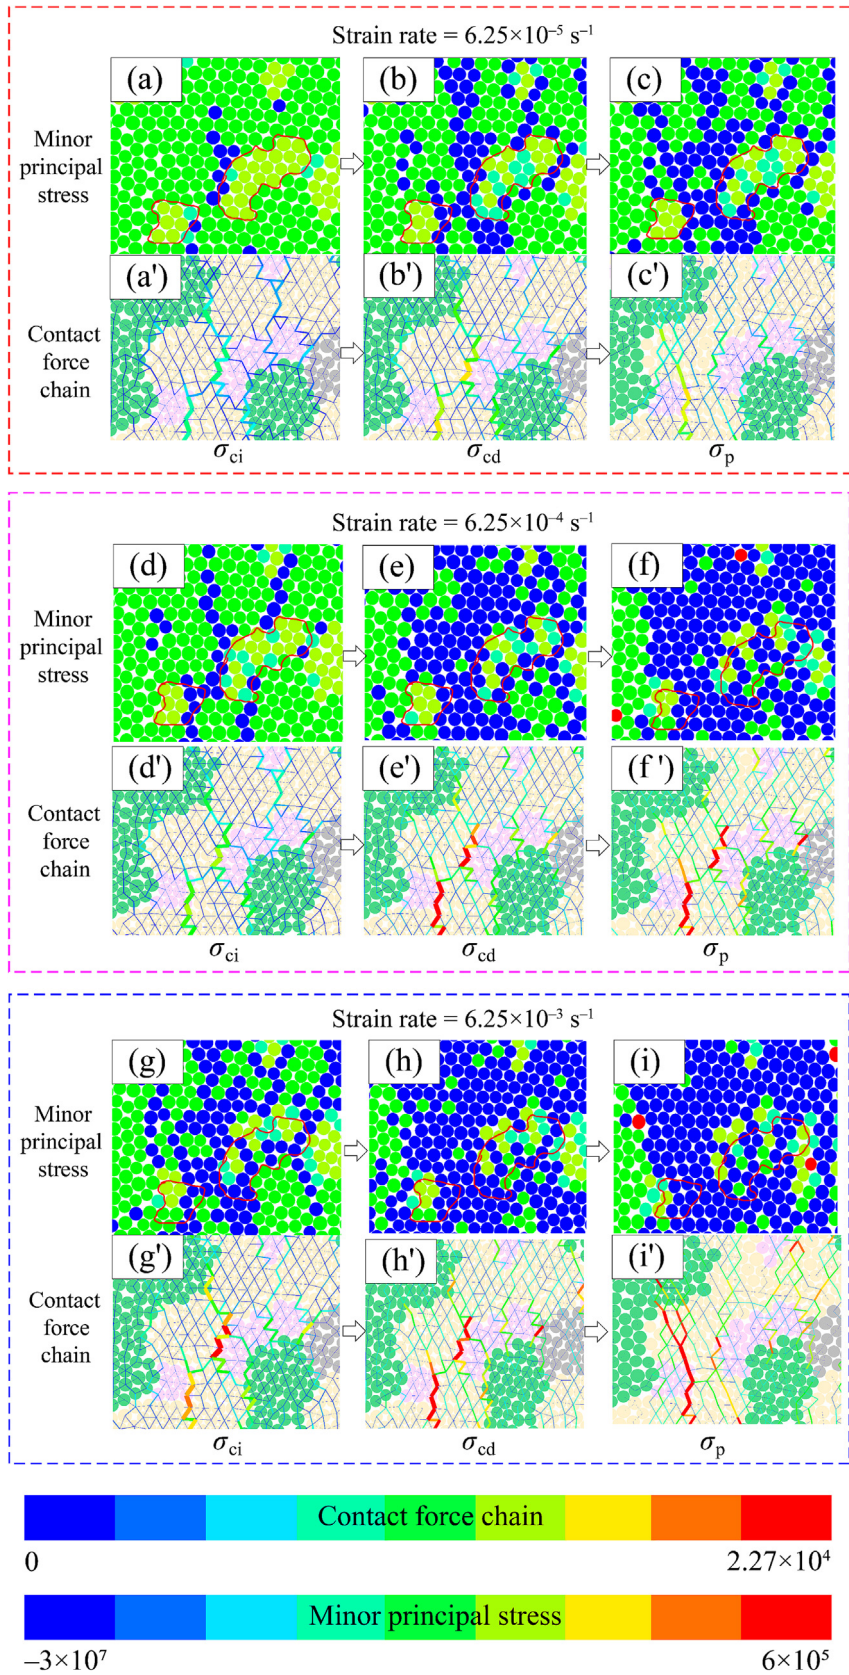 Strain rate = 6.25×10⁻⁵ s⁻¹
(a) (b) (c)
Minor
principal
stress
(a') (b') (c')
Contact
force
chain
σci σcd σp
Strain rate = 6.25×10⁻⁴ s⁻¹
(d) (e) (f)
Minor
principal
stress
(d') (e') (f')
Contact
force
chain
σci σcd σp
Strain rate = 6.25×10⁻³ s⁻¹
(g) (h) (i)
Minor
principal
stress
(g') (h') (i')
Contact
force
chain
σci σcd σp
Contact force chain
0 2.27×10⁴
Minor principal stress
−3×10⁷ 6×10⁵